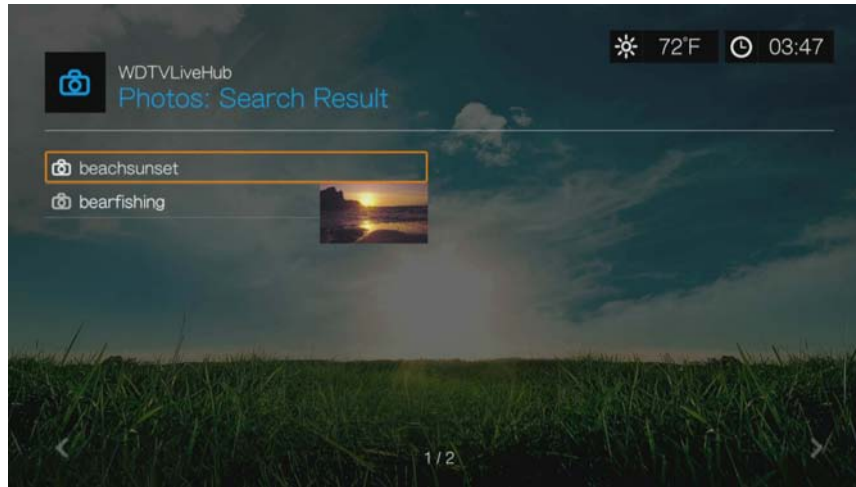 72°F 03:47
WDTVLiveHub
Photos: Search Result
beachsunset
bearfishing
1/2